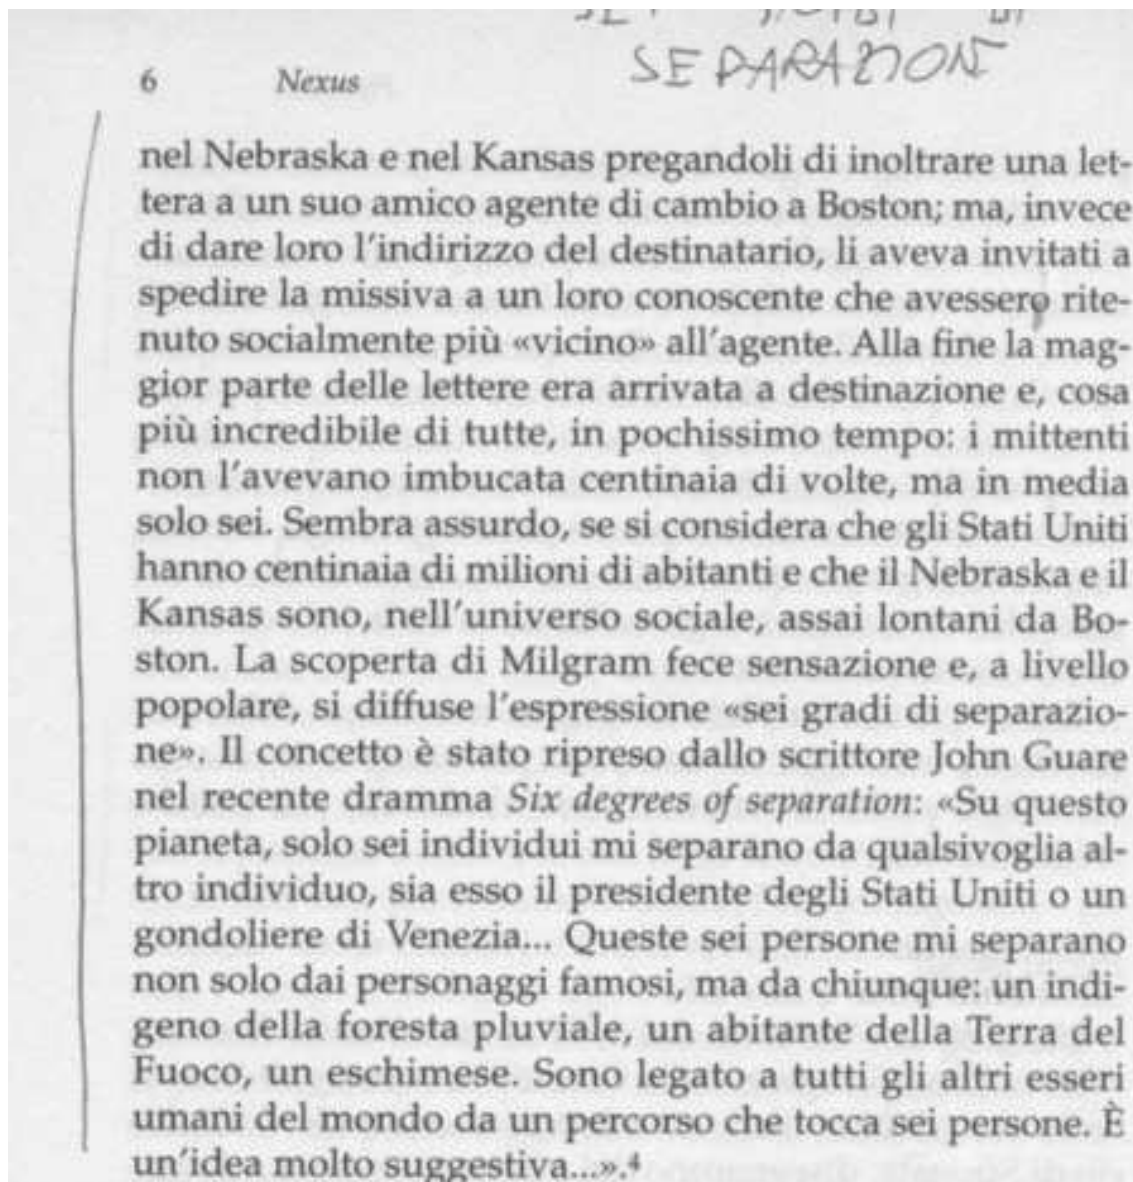 SEPARAZIONE
6 Nexus
nel Nebraska e nel Kansas pregandoli di inoltrare una let-
tera a un suo amico agente di cambio a Boston; ma, invece
di dare loro l'indirizzo del destinatario, li aveva invitati a
spedire la missiva a un loro conoscente che avessero rite-
nuto socialmente più «vicino» all'agente. Alla fine la mag-
gior parte delle lettere era arrivata a destinazione e, cosa
più incredibile di tutte, in pochissimo tempo: i mittenti
non l'avevano imbucata centinaia di volte, ma in media
solo sei. Sembra assurdo, se si considera che gli Stati Uniti
hanno centinaia di milioni di abitanti e che il Nebraska e il
Kansas sono, nell'universo sociale, assai lontani da Bo-
ston. La scoperta di Milgram fece sensazione e, a livello
popolare, si diffuse l'espressione «sei gradi di separazio-
ne». Il concetto è stato ripreso dallo scrittore John Guare
nel recente dramma Six degrees of separation: «Su questo
pianeta, solo sei individui mi separano da qualsivoglia al-
tro individuo, sia esso il presidente degli Stati Uniti o un
gondoliere di Venezia... Queste sei persone mi separano
non solo dai personaggi famosi, ma da chiunque: un indi-
geno della foresta pluviale, un abitante della Terra del
Fuoco, un eschimese. Sono legato a tutti gli altri esseri
umani del mondo da un percorso che tocca sei persone. È
un'idea molto suggestiva...».⁴